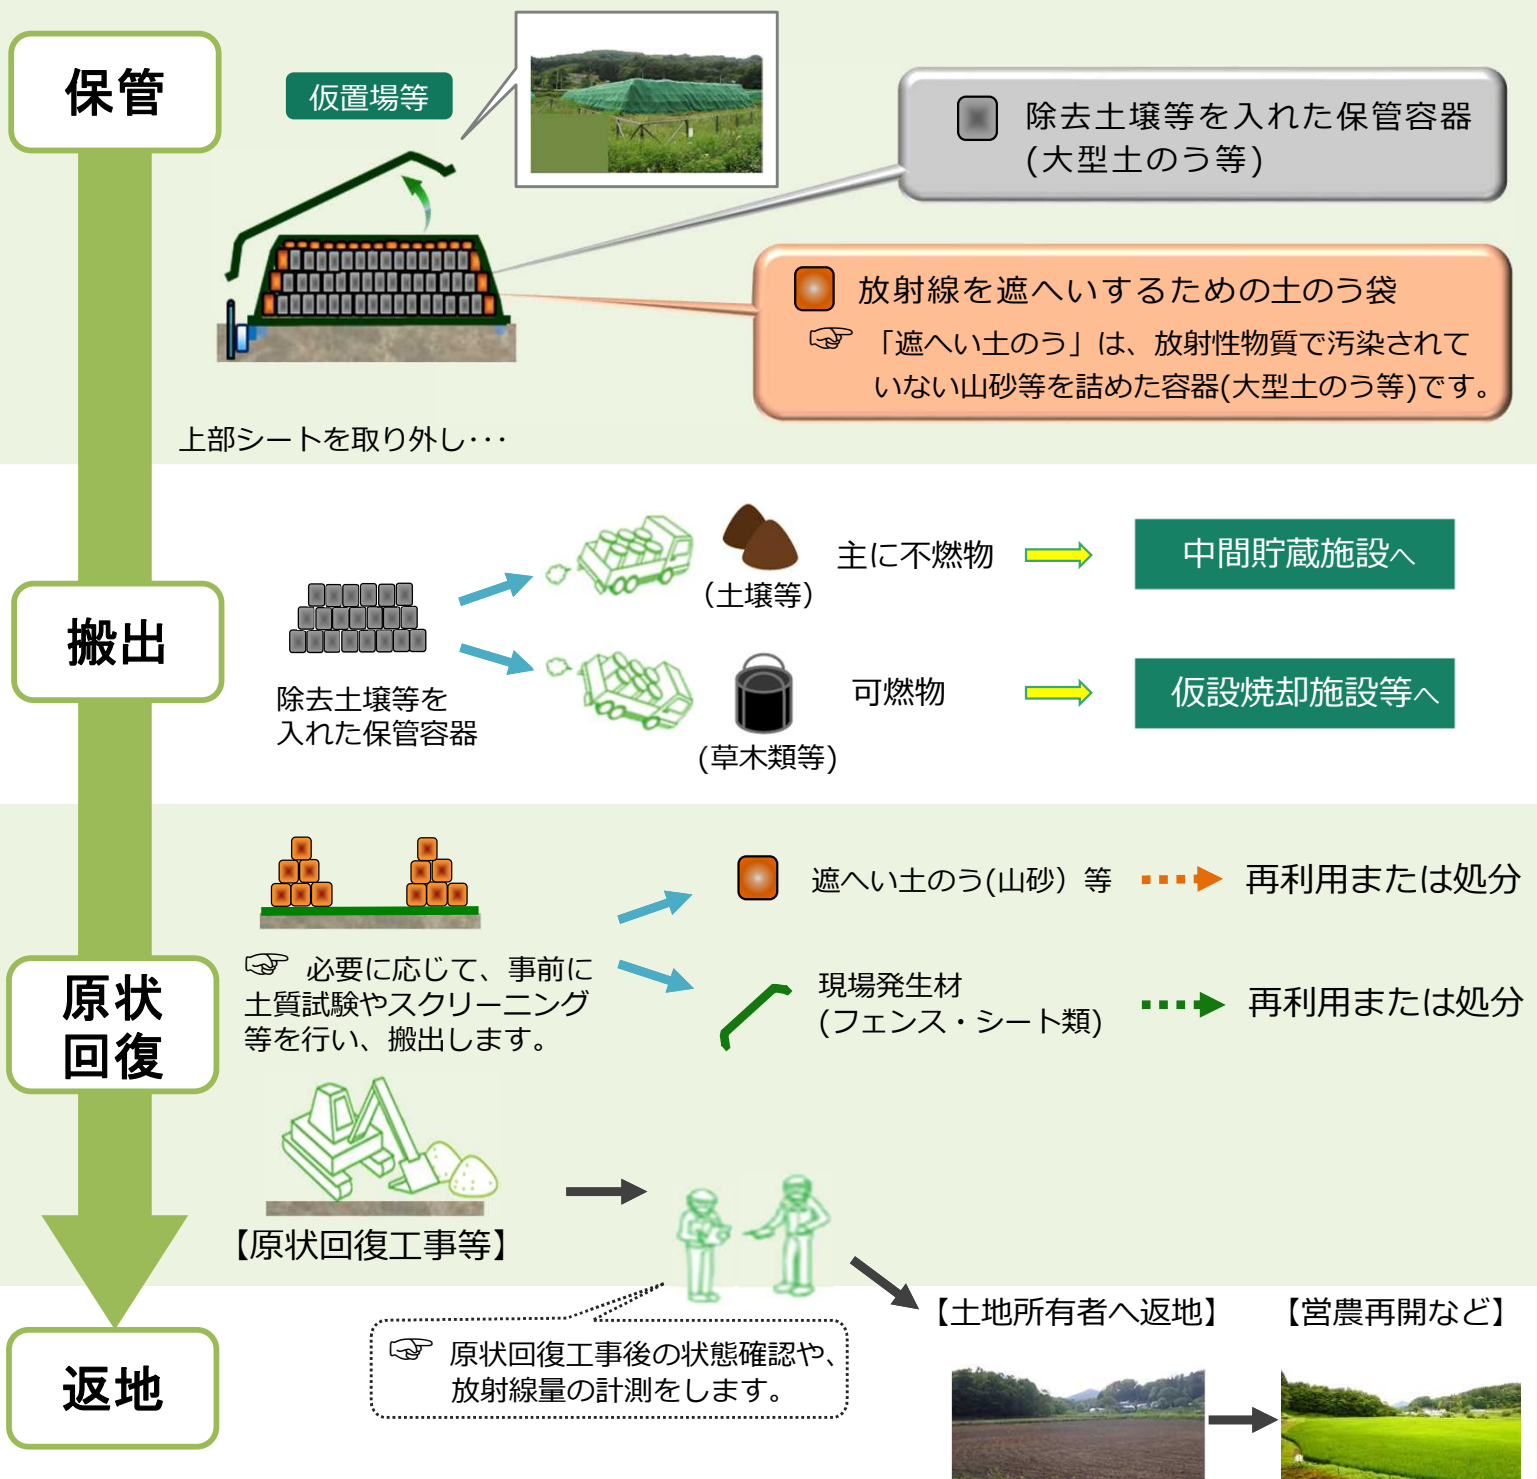 保管
仮置場等
除去土壌等を入れた保管容器
(大型土のう等)
放射線を遮へいするための土のう袋
☞ 「遮へい土のう」は、放射性物質で汚染されて
いない山砂等を詰めた容器(大型土のう等)です。
上部シートを取り外し･･･
搬出
除去土壌等を
入れた保管容器
(土壌等)
主に不燃物
中間貯蔵施設へ
(草木類等)
可燃物
仮設焼却施設等へ
原状
回復
☞ 必要に応じて、事前に
土質試験やスクリーニング
等を行い、搬出します。
遮へい土のう(山砂）等
再利用または処分
現場発生材
(フェンス・シート類)
再利用または処分
【原状回復工事等】
☞ 原状回復工事後の状態確認や、
放射線量の計測をします。
返地
【土地所有者へ返地】
【営農再開など】